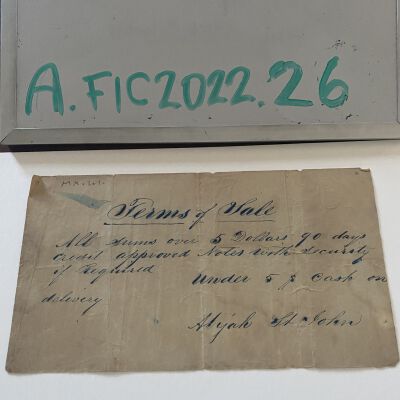 A.FIC2022.26
Terms of Sale
All sums over 5 Dollars 90 days
credit approved Notes with security
if Required
Under 5 $ Cash on
delivery
Abijah St. John